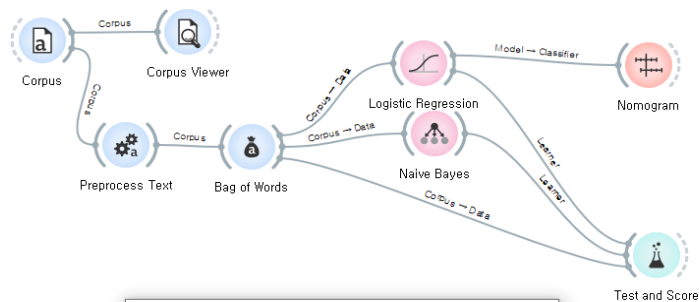 Corpus
Corpus
Corpus Viewer
Corpus
Preprocess Text
Corpus
Bag of Words
Corpus → Data
Logistic Regression
Model → Classifier
Nomogram
Corpus → Data
Naive Bayes
Learner
Learner
Corpus → Data
Test and Score